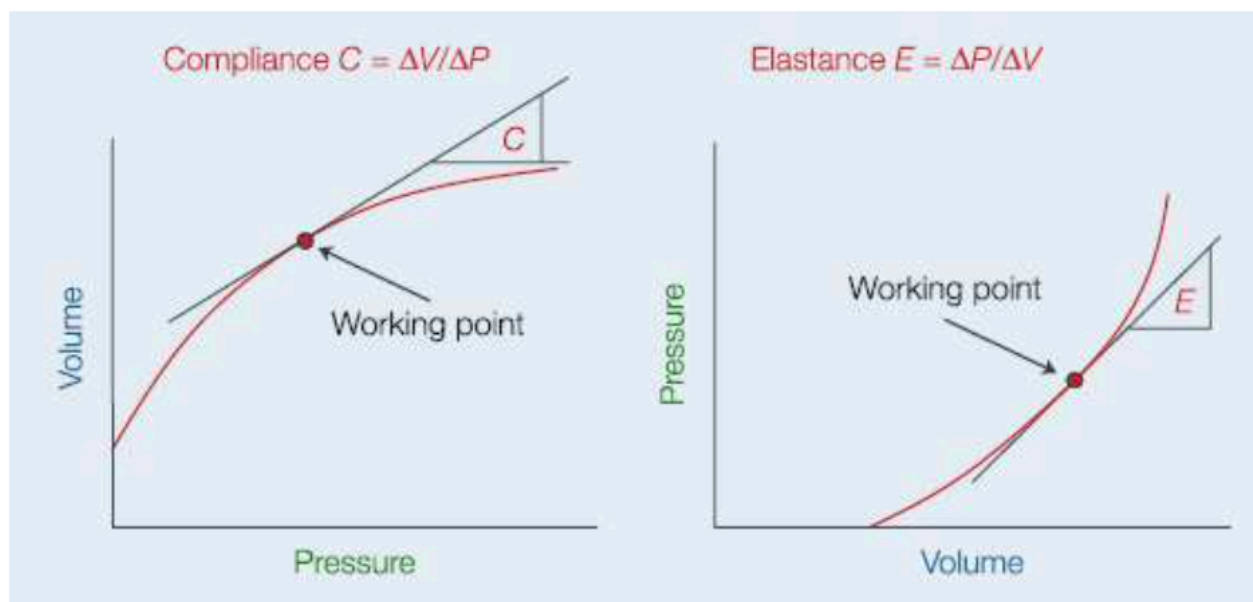 Compliance C = ΔV/ΔP
C
Working point
Volume
Pressure
Elastance E = ΔP/ΔV
Working point
E
Pressure
Volume